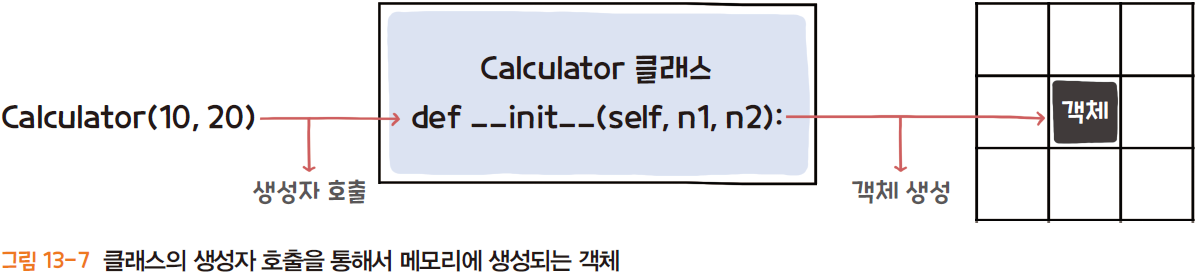 Calculator 클래스
Calculator(10, 20)
def __init__(self, n1, n2):
객체
생성자 호출
객체 생성
그림 13-7 클래스의 생성자 호출을 통해서 메모리에 생성되는 객체